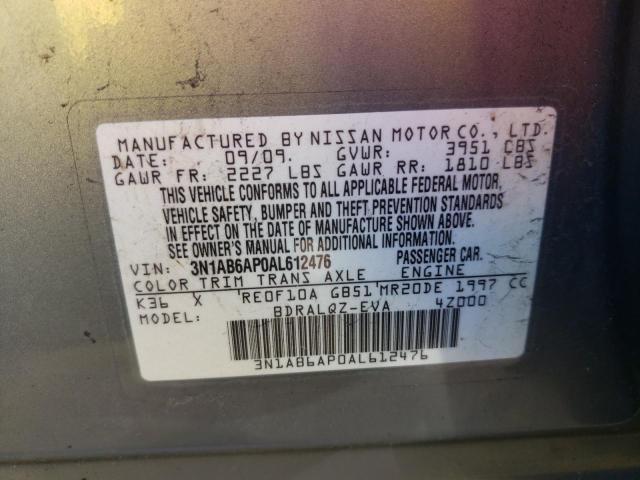 MANUFACTURED BY NISSAN MOTOR CO., LTD.
DATE: 09/09. GVWR: 3951 LBS
GAWR FR: 2227 LBS GAWR RR: 1810 LBS
THIS VEHICLE CONFORMS TO ALL APPLICABLE FEDERAL MOTOR,
VEHICLE SAFETY, BUMPER AND THEFT PREVENTION STANDARDS
IN EFFECT ON THE DATE OF MANUFACTURE SHOWN ABOVE.
SEE OWNER'S MANUAL FOR ADDITIONAL INFORMATION.
VIN: 3N1AB6AP0AL612476 PASSENGER CAR.
COLOR TRIM TRANS AXLE ENGINE
K36 X RE0F10A GB51 MR20DE 1997 CC
MODEL: BDRALQZ-EVA 4Z000
3N1AB6AP0AL612476